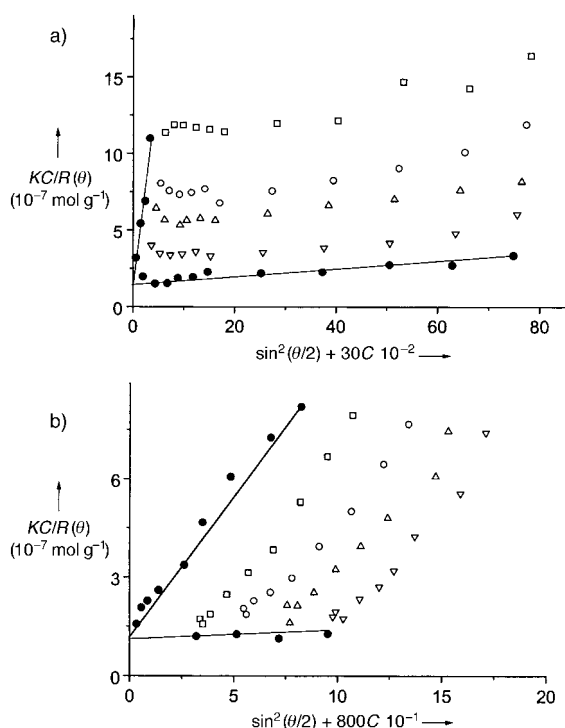 a)
15
10
5
0
KC/R(θ)
(10⁻⁷ mol g⁻¹)
0 20 40 60 80
sin²(θ/2) + 30C 10⁻²
b)
6
3
0
KC/R(θ)
(10⁻⁷ mol g⁻¹)
0 5 10 15 20
sin²(θ/2) + 800C 10⁻¹